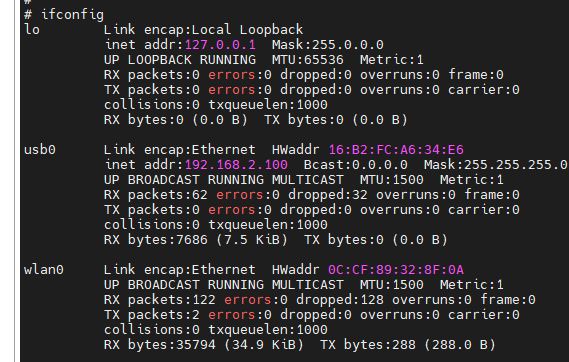 #
# ifconfig
lo Link encap:Local Loopback
inet addr:127.0.0.1 Mask:255.0.0.0
UP LOOPBACK RUNNING MTU:65536 Metric:1
RX packets:0 errors:0 dropped:0 overruns:0 frame:0
TX packets:0 errors:0 dropped:0 overruns:0 carrier:0
collisions:0 txqueuelen:1000
RX bytes:0 (0.0 B) TX bytes:0 (0.0 B)
usb0 Link encap:Ethernet HWaddr 16:B2:FC:A6:34:E6
inet addr:192.168.2.100 Bcast:0.0.0.0 Mask:255.255.255.0
UP BROADCAST RUNNING MULTICAST MTU:1500 Metric:1
RX packets:62 errors:0 dropped:32 overruns:0 frame:0
TX packets:0 errors:0 dropped:0 overruns:0 carrier:0
collisions:0 txqueuelen:1000
RX bytes:7686 (7.5 KiB) TX bytes:0 (0.0 B)
wlan0 Link encap:Ethernet HWaddr 0C:CF:89:32:8F:0A
UP BROADCAST RUNNING MULTICAST MTU:1500 Metric:1
RX packets:122 errors:0 dropped:128 overruns:0 frame:0
TX packets:2 errors:0 dropped:0 overruns:0 carrier:0
collisions:0 txqueuelen:1000
RX bytes:35794 (34.9 KiB) TX bytes:288 (288.0 B)